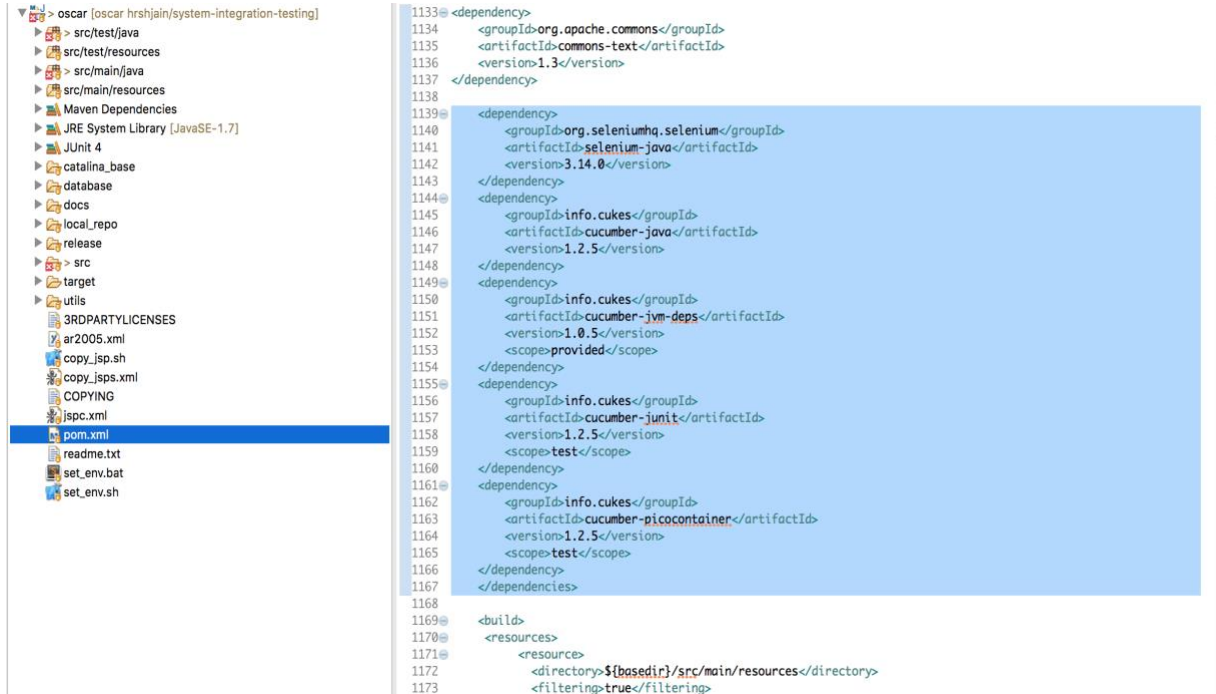 > oscar [oscar hrshjain/system-integration-testing]
> src/test/java
src/test/resources
> src/main/java
src/main/resources
Maven Dependencies
JRE System Library [JavaSE-1.7]
JUnit 4
catalina_base
database
docs
local_repo
release
> src
target
utils
3RDPARTYLICENSES
ar2005.xml
copy_jsp.sh
copy_jsps.xml
COPYING
jspc.xml
pom.xml
readme.txt
set_env.bat
set_env.sh
1133 <dependency>
1134 <groupId>org.apache.commons</groupId>
1135 <artifactId>commons-text</artifactId>
1136 <version>1.3</version>
1137 </dependency>
1138
1139 <dependency>
1140 <groupId>org.seleniumhq.selenium</groupId>
1141 <artifactId>selenium-java</artifactId>
1142 <version>3.14.0</version>
1143 </dependency>
1144 <dependency>
1145 <groupId>info.cukes</groupId>
1146 <artifactId>cucumber-java</artifactId>
1147 <version>1.2.5</version>
1148 </dependency>
1149 <dependency>
1150 <groupId>info.cukes</groupId>
1151 <artifactId>cucumber-jvm-deps</artifactId>
1152 <version>1.0.5</version>
1153 <scope>provided</scope>
1154 </dependency>
1155 <dependency>
1156 <groupId>info.cukes</groupId>
1157 <artifactId>cucumber-junit</artifactId>
1158 <version>1.2.5</version>
1159 <scope>test</scope>
1160 </dependency>
1161 <dependency>
1162 <groupId>info.cukes</groupId>
1163 <artifactId>cucumber-picocontainer</artifactId>
1164 <version>1.2.5</version>
1165 <scope>test</scope>
1166 </dependency>
1167 </dependencies>
1168
1169 <build>
1170 <resources>
1171 <resource>
1172 <directory>${basedir}/src/main/resources</directory>
1173 <filtering>true</filtering>